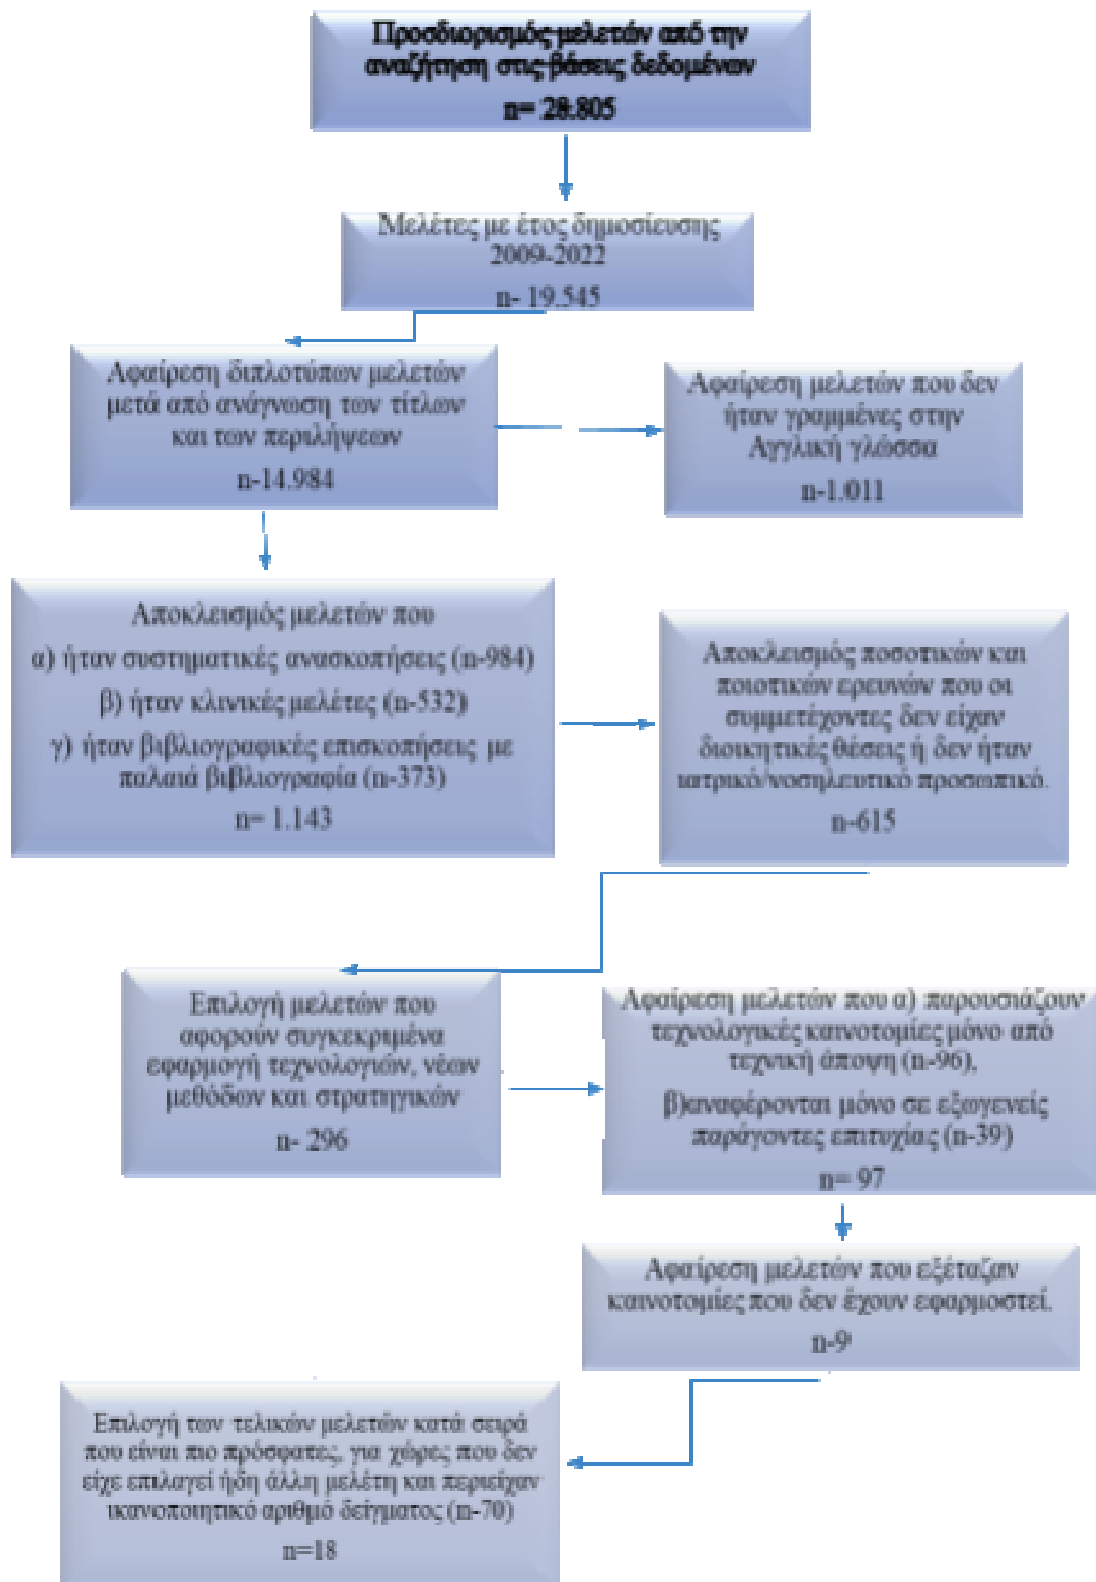 Προσδιορισμός μελετών από την
αναζήτηση στις βάσεις δεδομένων
n= 28.805
Μελέτες με έτος δημοσίευσης
2009-2022
n- 19.545
Αφαίρεση διπλοτύπων μελετών
μετά από ανάγνωση των τίτλων
και των περιλήψεων
n-14.984
Αφαίρεση μελετών που δεν
ήταν γραμμένες στην
Αγγλική γλώσσα
n-1.011
Αποκλεισμός μελετών που
α) ήταν συστηματικές ανασκοπήσεις (n-984)
β) ήταν κλινικές μελέτες (n-532)
γ) ήταν βιβλιογραφικές επισκοπήσεις με
παλαιά βιβλιογραφία (n-373)
n= 1.143
Αποκλεισμός ποσοτικών και
ποιοτικών ερευνών που οι
συμμετέχοντες δεν είχαν
διοικητικές θέσεις ή δεν ήταν
ιατρικό/νοσηλευτικό προσωπικό.
n-615
Επιλογή μελετών που
αφορούν συγκεκριμένα
εφαρμογή τεχνολογιών, νέων
μεθόδων και στρατηγικών
n- 296
Αφαίρεση μελετών που α) παρουσιάζουν
τεχνολογικές καινοτομίες μόνο από
τεχνική άποψη (n-96),
β)αναφέρονται μόνο σε εξωγενείς
παράγοντες επιτυχίας (n-39)
n= 97
Αφαίρεση μελετών που εξέταζαν
καινοτομίες που δεν έχουν εφαρμοστεί.
n-9
Επιλογή των τελικών μελετών κατά σειρά
που είναι πιο πρόσφατες, για χώρες που δεν
είχε επιλαγεί ήδη άλλη μελέτη και περιείχαν
ικανοποιητικό αριθμό δείγματος (n-70)
n=18